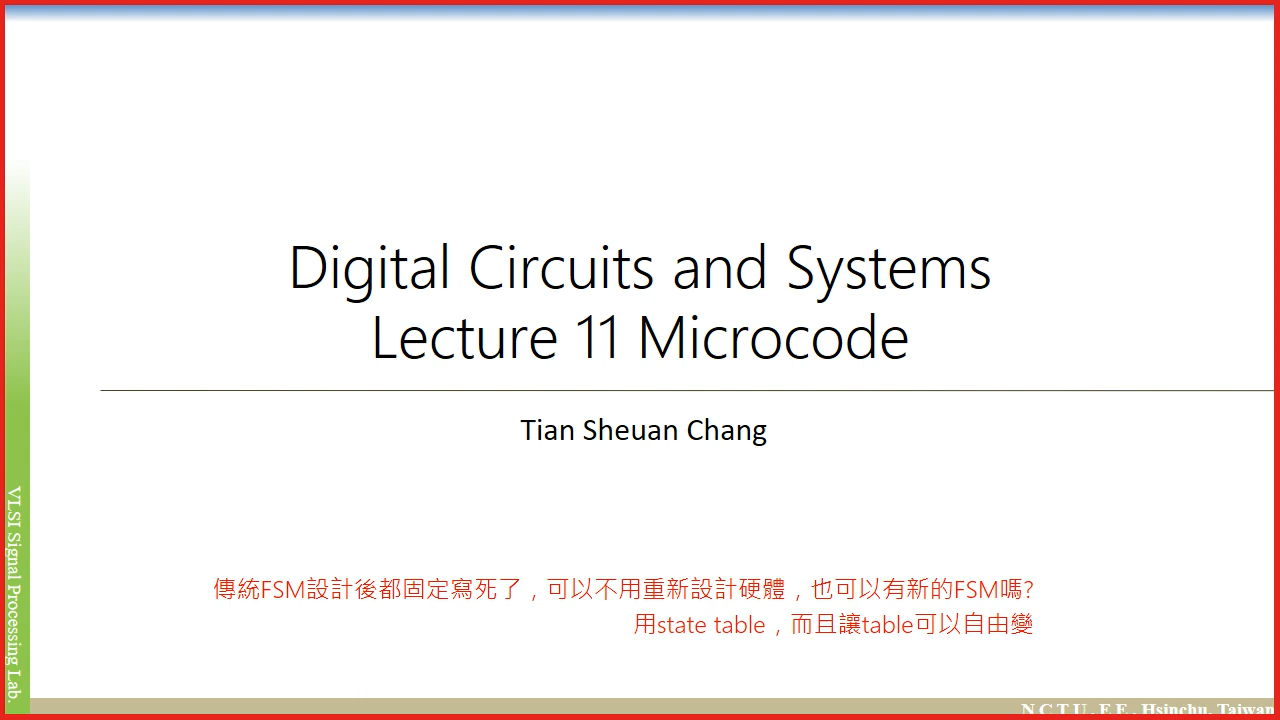 Digital Circuits and Systems
Lecture 11 Microcode
Tian Sheuan Chang
傳統FSM設計後都固定寫死了，可以不用重新設計硬體，也可以有新的FSM嗎?
用state table，而且讓table可以自由變
VLSI Signal Processing Lab.
N C T U . E E , Hsinchu, Taiwan